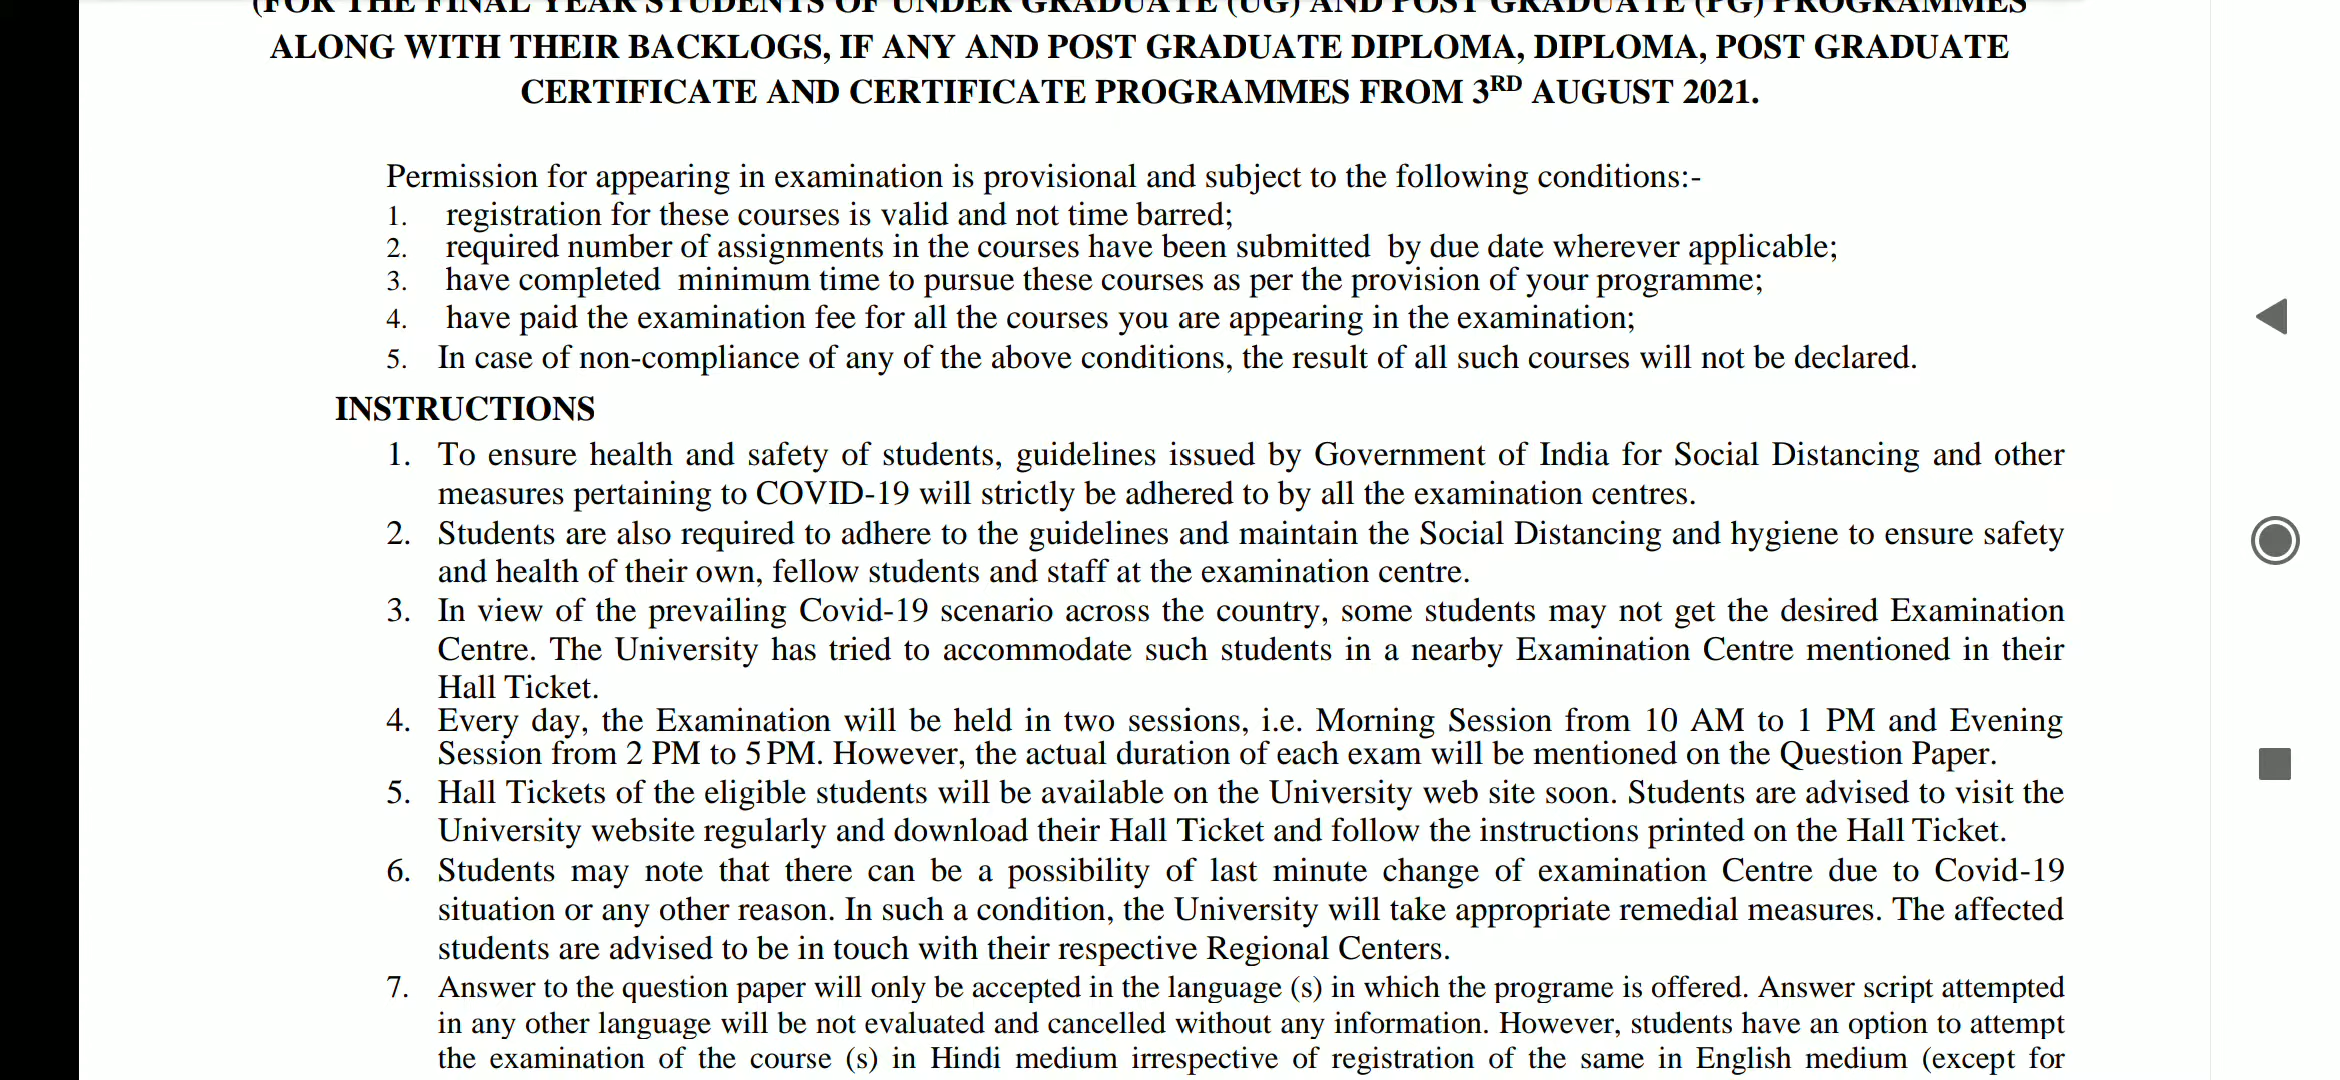 (FOR THE FINAL YEAR STUDENTS OF UNDER GRADUATE (UG) AND POST GRADUATE (PG) PROGRAMMES
ALONG WITH THEIR BACKLOGS, IF ANY AND POST GRADUATE DIPLOMA, DIPLOMA, POST GRADUATE
CERTIFICATE AND CERTIFICATE PROGRAMMES FROM 3RD AUGUST 2021.
Permission for appearing in examination is provisional and subject to the following conditions:-
1. registration for these courses is valid and not time barred;
2. required number of assignments in the courses have been submitted by due date wherever applicable;
3. have completed minimum time to pursue these courses as per the provision of your programme;
4. have paid the examination fee for all the courses you are appearing in the examination;
5. In case of non-compliance of any of the above conditions, the result of all such courses will not be declared.
INSTRUCTIONS
1. To ensure health and safety of students, guidelines issued by Government of India for Social Distancing and other
measures pertaining to COVID-19 will strictly be adhered to by all the examination centres.
2. Students are also required to adhere to the guidelines and maintain the Social Distancing and hygiene to ensure safety
and health of their own, fellow students and staff at the examination centre.
3. In view of the prevailing Covid-19 scenario across the country, some students may not get the desired Examination
Centre. The University has tried to accommodate such students in a nearby Examination Centre mentioned in their
Hall Ticket.
4. Every day, the Examination will be held in two sessions, i.e. Morning Session from 10 AM to 1 PM and Evening
Session from 2 PM to 5 PM. However, the actual duration of each exam will be mentioned on the Question Paper.
5. Hall Tickets of the eligible students will be available on the University web site soon. Students are advised to visit the
University website regularly and download their Hall Ticket and follow the instructions printed on the Hall Ticket.
6. Students may note that there can be a possibility of last minute change of examination Centre due to Covid-19
situation or any other reason. In such a condition, the University will take appropriate remedial measures. The affected
students are advised to be in touch with their respective Regional Centers.
7. Answer to the question paper will only be accepted in the language (s) in which the programe is offered. Answer script attempted
in any other language will be not evaluated and cancelled without any information. However, students have an option to attempt
the examination of the course (s) in Hindi medium irrespective of registration of the same in English medium (except for